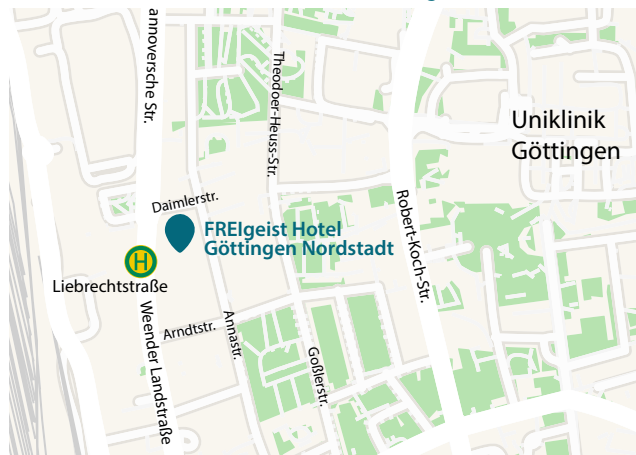 annoversche Str.
Theodoer-Heuss-Str.
Uniklinik
Göttingen
Daimlerstr.
Robert-Koch-Str.
FREIgeist Hotel
Göttingen Nordstadt
H
Liebrechtstraße
Weender Landstraße
Arndtstr.
Annastr.
Goßlerstr.